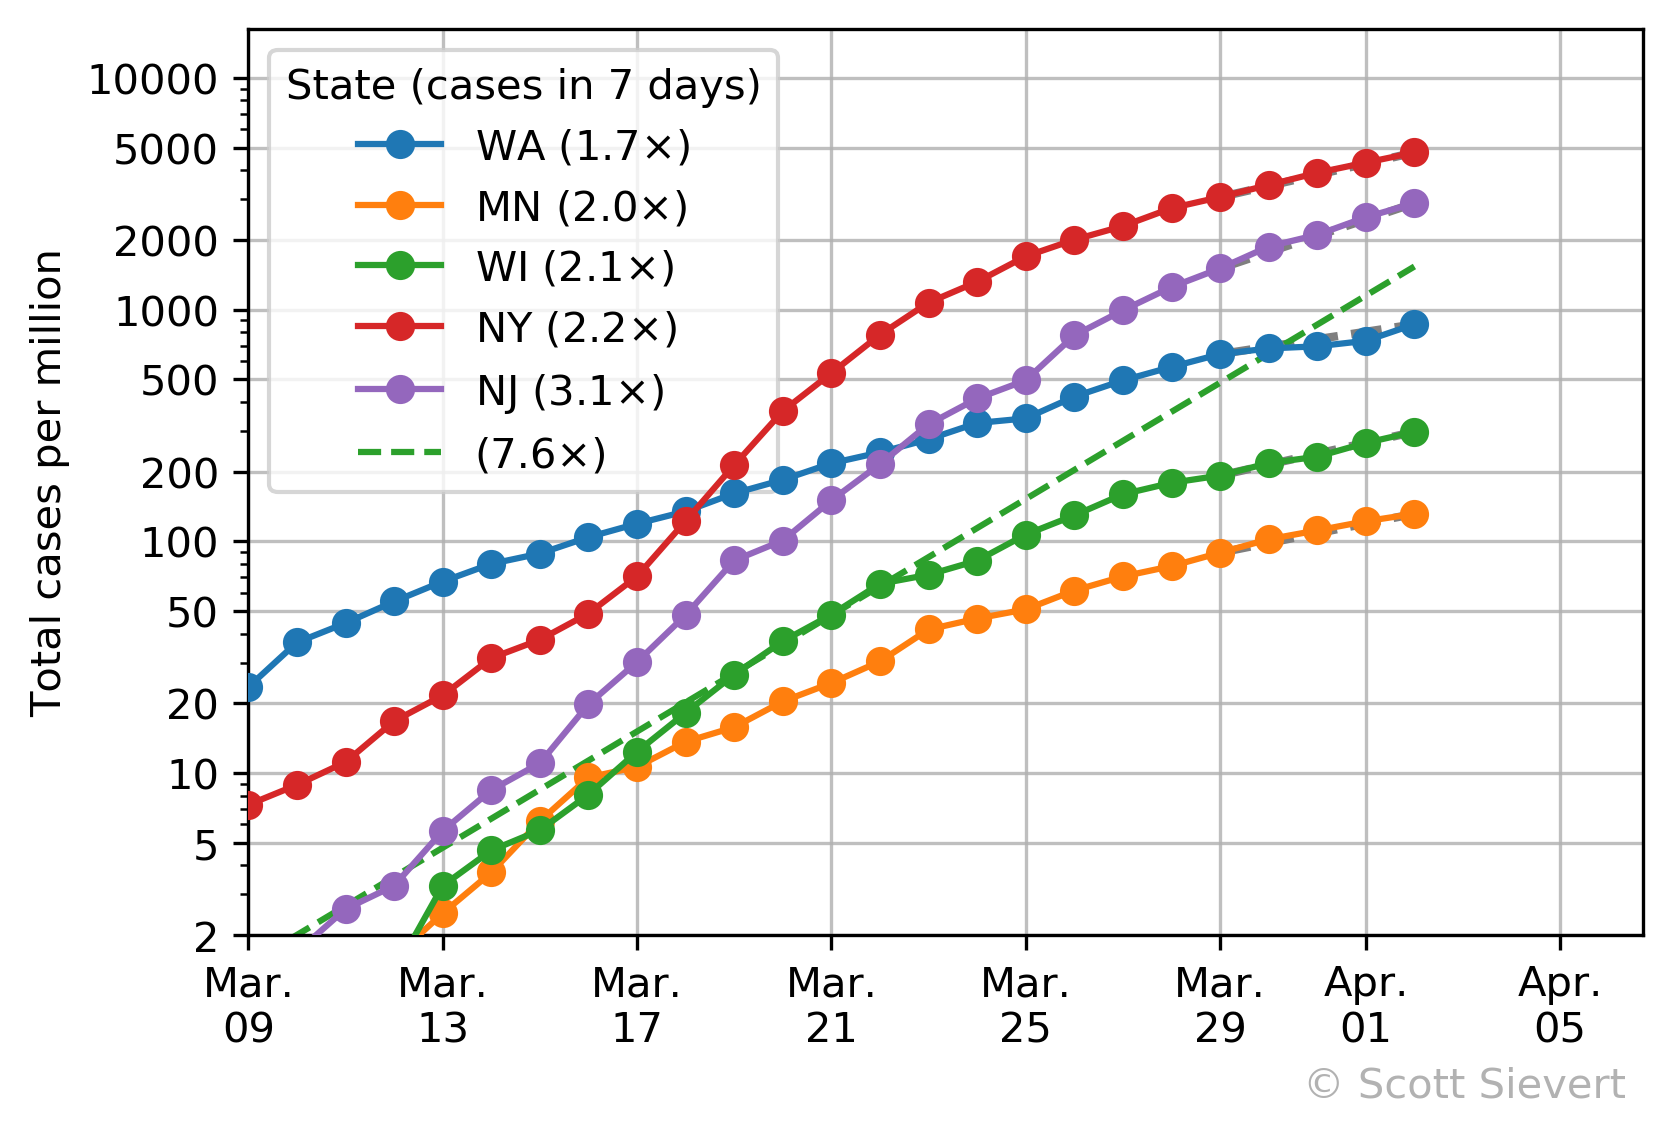 Total cases per million
10000
5000
2000
1000
500
200
100
50
20
10
5
2
State (cases in 7 days)
WA (1.7×)
MN (2.0×)
WI (2.1×)
NY (2.2×)
NJ (3.1×)
(7.6×)
Mar. Mar. Mar. Mar. Mar. Mar. Apr. Apr.
09 13 17 21 25 29 01 05
© Scott Sievert